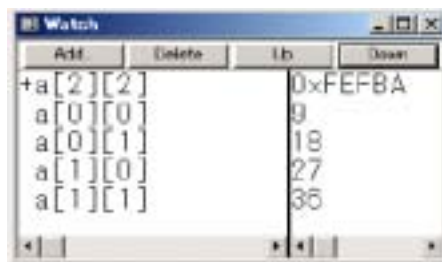 Watch
Add Delete Up Down
+a[2][2] 0xFEFBA
a[0][0] 9
a[0][1] 18
a[1][0] 27
a[1][1] 36